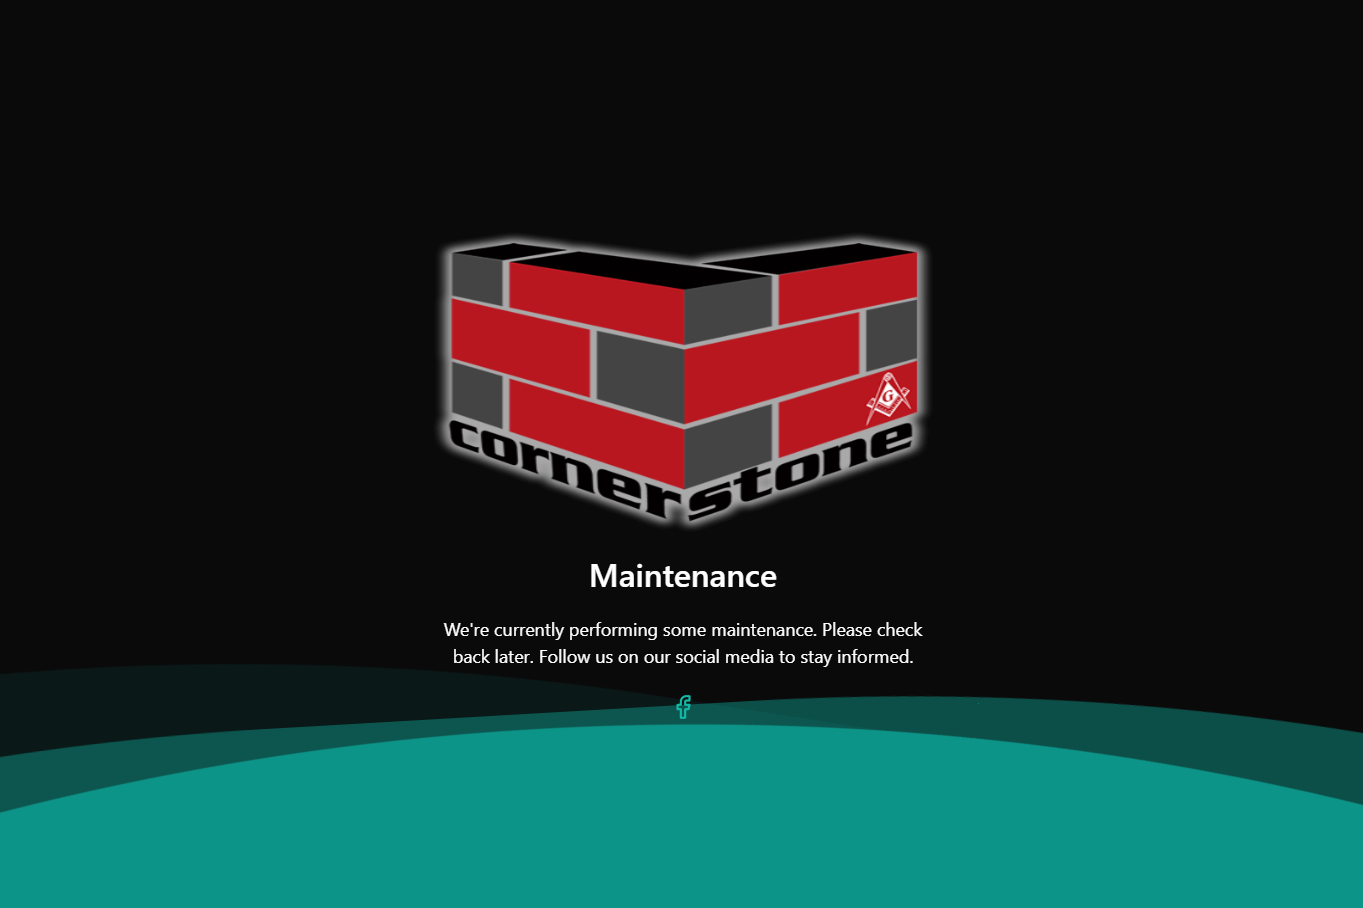 cornerstone
G
Maintenance
We're currently performing some maintenance. Please check
back later. Follow us on our social media to stay informed.